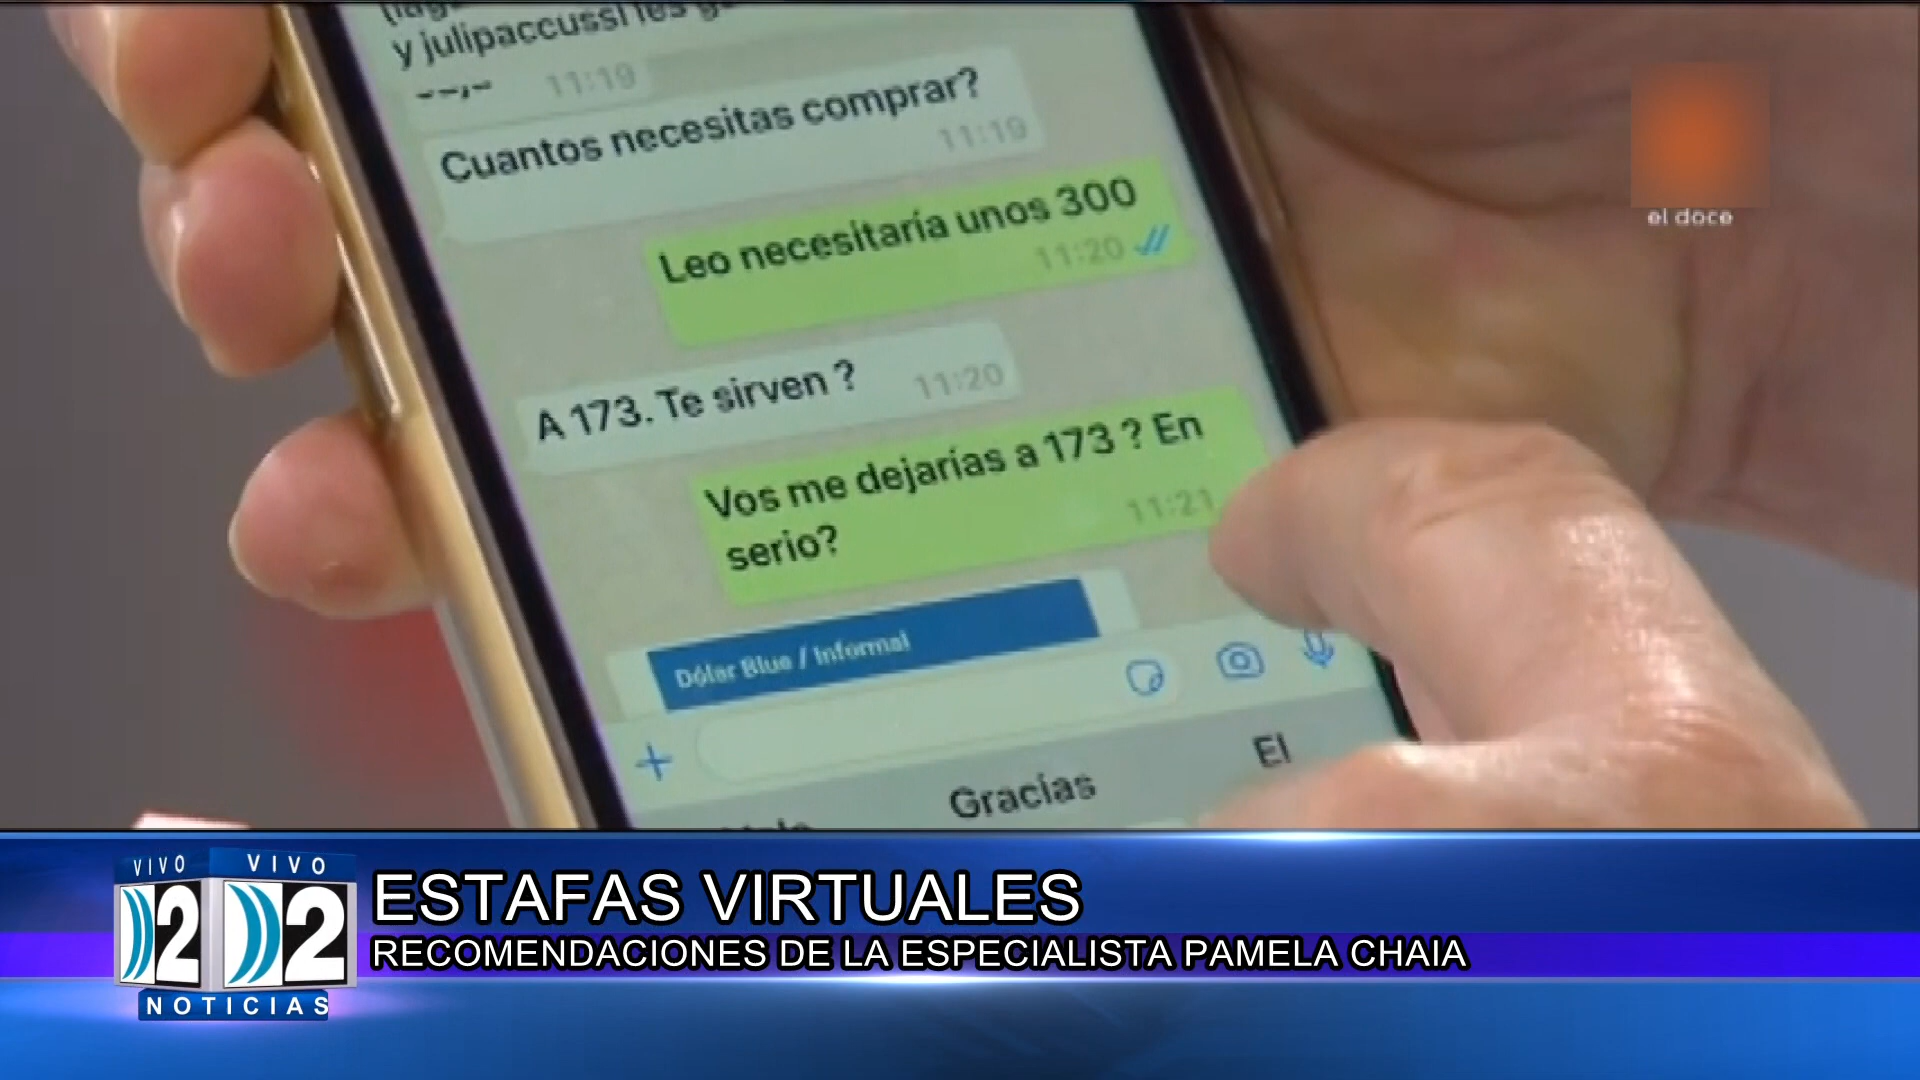 y julipaccussi les
11:19
Cuantos necesitas comprar?
11:19
Leo necesitaría unos 300
11:20
A 173. Te sirven ?
11:20
Vos me dejarías a 173 ? En
serio?
11:21
Dólar Blue / Informal
Gracias
El
el doce
VIVO
VIVO
2
2
NOTICIAS
ESTAFAS VIRTUALES
RECOMENDACIONES DE LA ESPECIALISTA PAMELA CHAIA